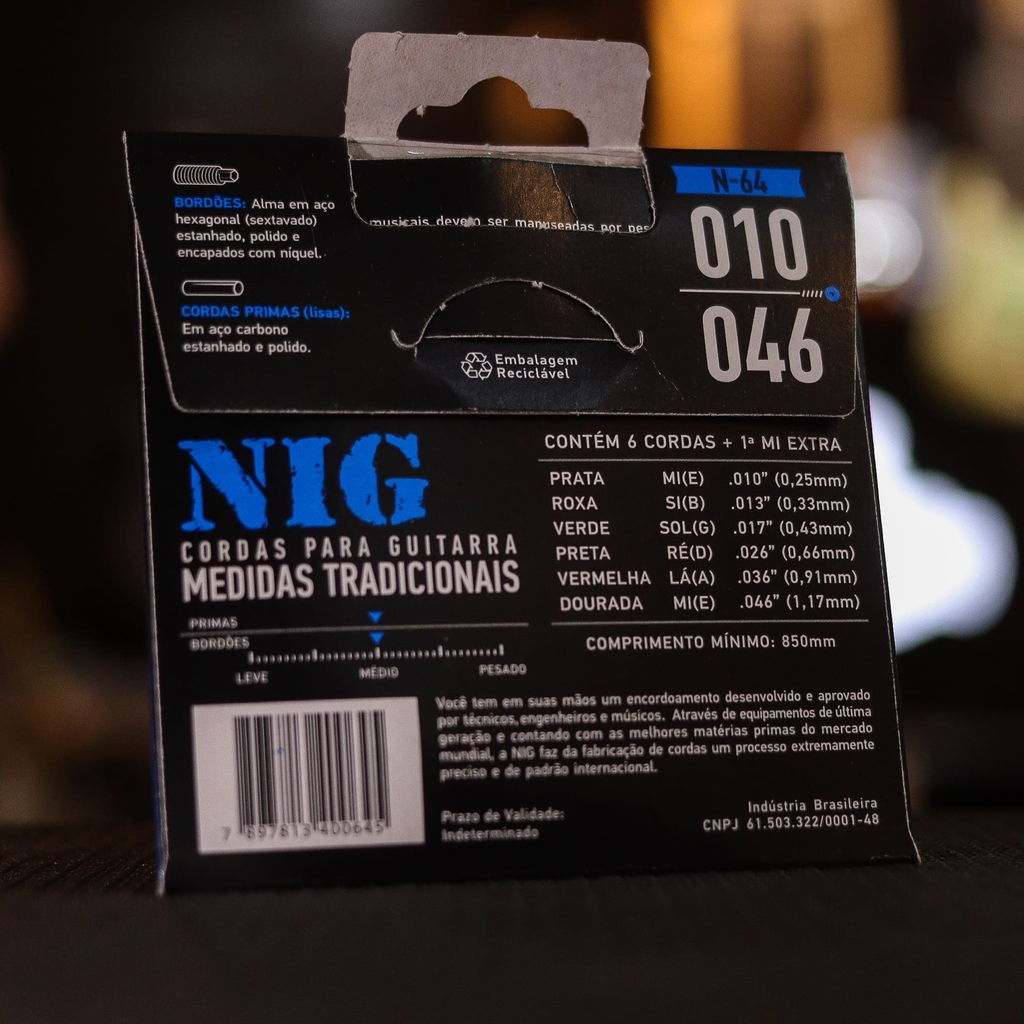 musicais devem ser manuseadas por pes
BORDÕES: Alma em aço
hexagonal (sextavado)
estanhado, polido e
encapados com níquel.
CORDAS PRIMAS (lisas):
Em aço carbono
estanhado e polido.
Embalagem
Reciclável
N-64
010
046
NIG
CORDAS PARA GUITARRA
MEDIDAS TRADICIONAIS
PRIMAS
BORDÕES
LEVE MÉDIO PESADO
CONTÉM 6 CORDAS + 1ª MI EXTRA
PRATA MI(E) .010” (0,25mm)
ROXA SI(B) .013” (0,33mm)
VERDE SOL(G) .017” (0,43mm)
PRETA RÉ(D) .026” (0,66mm)
VERMELHA LÁ(A) .036” (0,91mm)
DOURADA MI(E) .046” (1,17mm)
COMPRIMENTO MÍNIMO: 850mm
Você tem em suas mãos um encordoamento desenvolvido e aprovado
por técnicos, engenheiros e músicos. Através de equipamentos de última
geração e contando com as melhores matérias primas do mercado
mundial, a NIG faz da fabricação de cordas um processo extremamente
preciso e de padrão internacional.
7 897813 400645
Prazo de Validade:
Indeterminado
Indústria Brasileira
CNPJ 61.503.322/0001-48